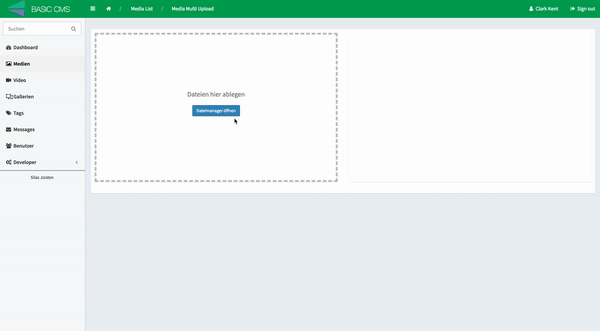 BASIC CMS
/ Media List / Media Multi Upload
Clark Kent
Sign out
Suchen
Dashboard
Medien
Video
Gallerien
Tags
Messages
Benutzer
Developer
Silas Joisten
Dateien hier ablegen
Dateimanager öffnen